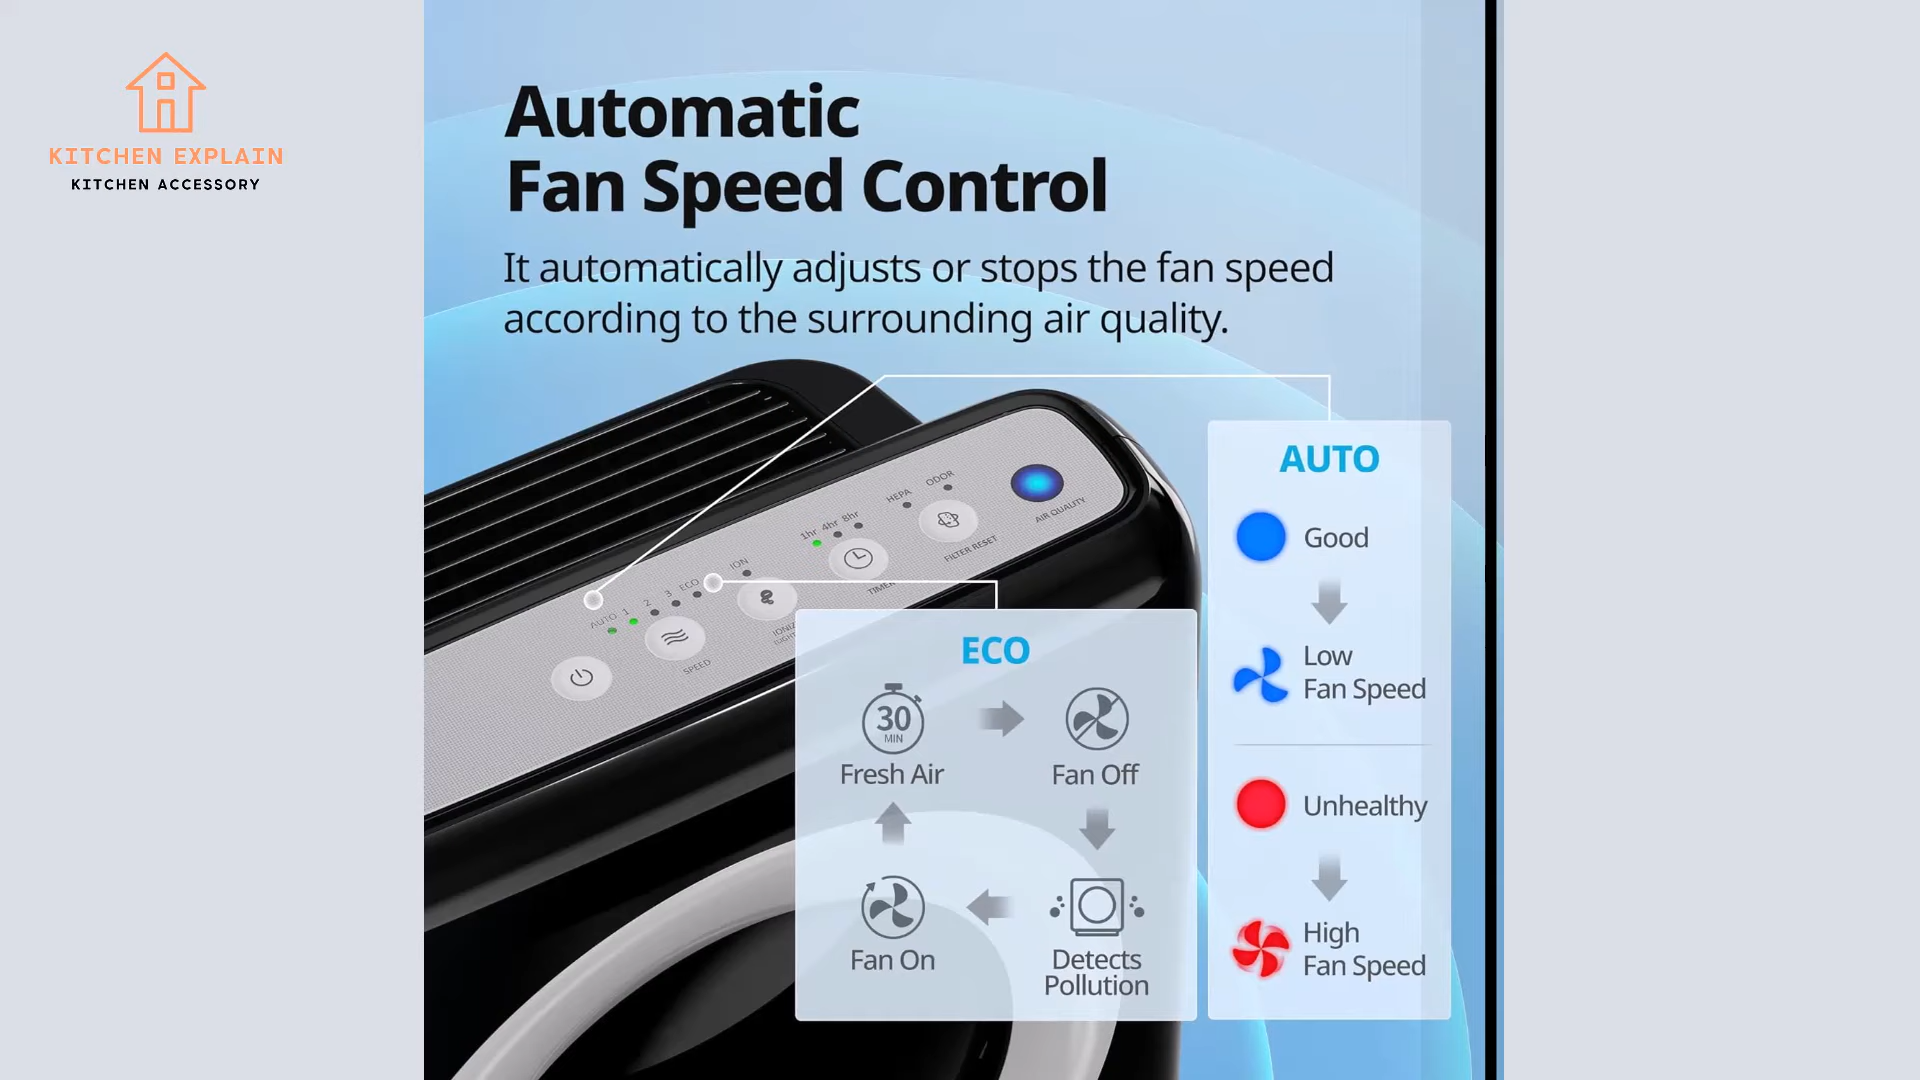 KITCHEN EXPLAIN
KITCHEN ACCESSORY
Automatic
Fan Speed Control
It automatically adjusts or stops the fan speed
according to the surrounding air quality.
AUTO
Good
Low
Fan Speed
Unhealthy
High
Fan Speed
ECO
30
MIN
Fresh Air
Fan Off
Fan On
Detects
Pollution
AUTO 1 2 3 ECO
SPEED
ION
1hr 4hr 8hr
TIMER
HEPA ODOR
FILTER RESET
AIR QUALITY